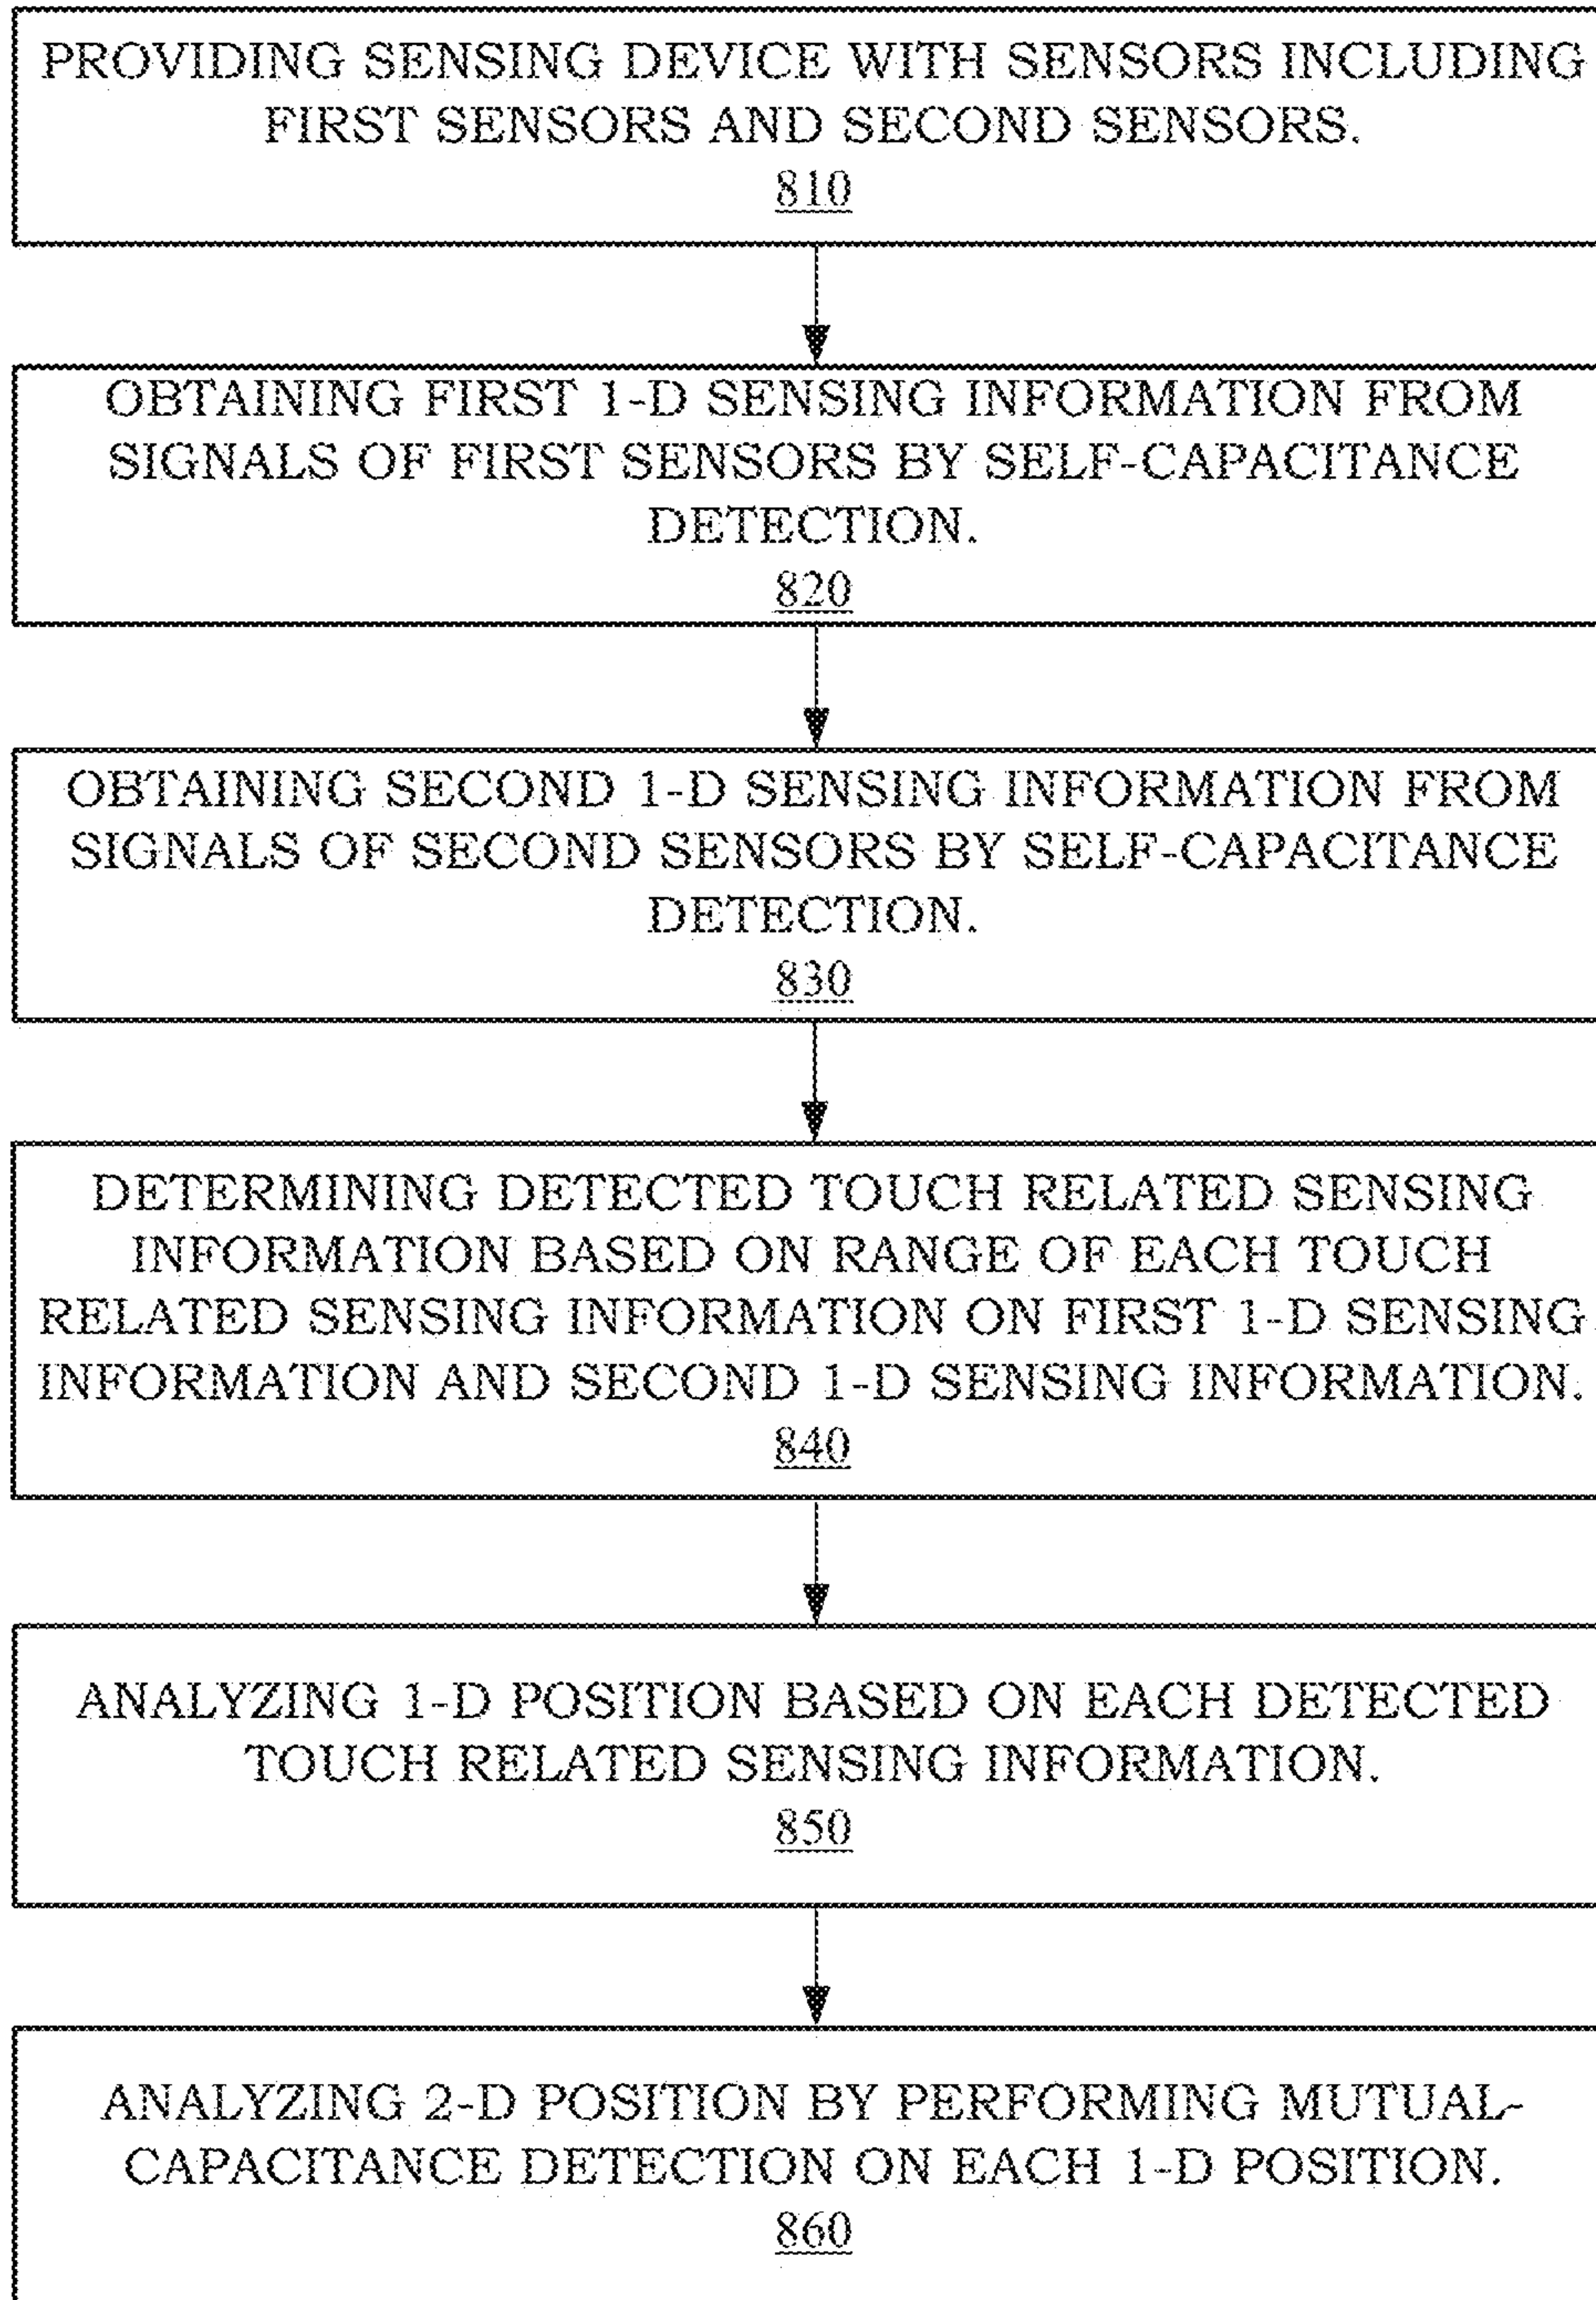 PROVIDING SENSING DEVICE WITH SENSORS INCLUDING
FIRST SENSORS AND SECOND SENSORS.
810
OBTAINING FIRST 1-D SENSING INFORMATION FROM
SIGNALS OF FIRST SENSORS BY SELF-CAPACITANCE
DETECTION.
820
OBTAINING SECOND 1-D SENSING INFORMATION FROM
SIGNALS OF SECOND SENSORS BY SELF-CAPACITANCE
DETECTION.
830
DETERMINING DETECTED TOUCH RELATED SENSING
INFORMATION BASED ON RANGE OF EACH TOUCH
RELATED SENSING INFORMATION ON FIRST 1-D SENSING
INFORMATION AND SECOND 1-D SENSING INFORMATION.
840
ANALYZING 1-D POSITION BASED ON EACH DETECTED
TOUCH RELATED SENSING INFORMATION.
850
ANALYZING 2-D POSITION BY PERFORMING MUTUAL-
CAPACITANCE DETECTION ON EACH 1-D POSITION.
860